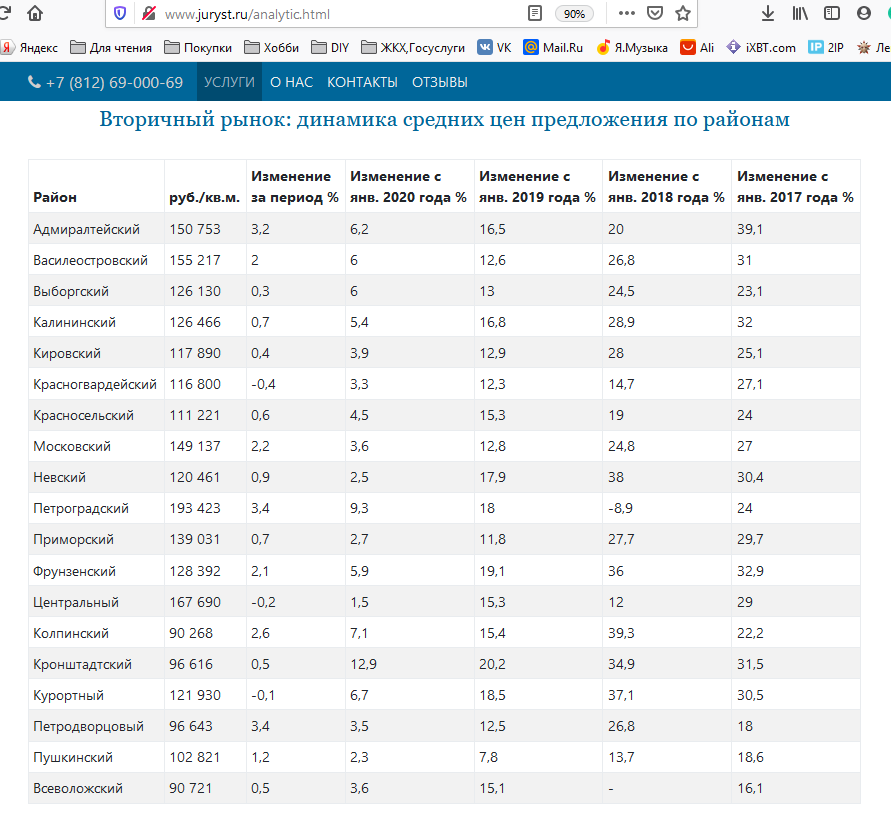 www.juryst.ru/analytic.html 90%
Яндекс Для чтения Покупки Хобби DIY ЖКХ,Госуслуги VK Mail.Ru Я.Музыка Ali iXBT.com IP 2IP Ле
+7 (812) 69-000-69 УСЛУГИ О НАС КОНТАКТЫ ОТЗЫВЫ
Вторичный рынок: динамика средних цен предложения по районам
Изменение Изменение с Изменение с Изменение с Изменение с
Район руб./кв.м. за период % янв. 2020 года % янв. 2019 года % янв. 2018 года % янв. 2017 года %
Адмиралтейский 150 753 3,2 6,2 16,5 20 39,1
Василеостровский 155 217 2 6 12,6 26,8 31
Выборгский 126 130 0,3 6 13 24,5 23,1
Калининский 126 466 0,7 5,4 16,8 28,9 32
Кировский 117 890 0,4 3,9 12,9 28 25,1
Красногвардейский 116 800 -0,4 3,3 12,3 14,7 27,1
Красносельский 111 221 0,6 4,5 15,3 19 24
Московский 149 137 2,2 3,6 12,8 24,8 27
Невский 120 461 0,9 2,5 17,9 38 30,4
Петроградский 193 423 3,4 9,3 18 -8,9 24
Приморский 139 031 0,7 2,7 11,8 27,7 29,7
Фрунзенский 128 392 2,1 5,9 19,1 36 32,9
Центральный 167 690 -0,2 1,5 15,3 12 29
Колпинский 90 268 2,6 7,1 15,4 39,3 22,2
Кронштадтский 96 616 0,5 12,9 20,2 34,9 31,5
Курортный 121 930 -0,1 6,7 18,5 37,1 30,5
Петродворцовый 96 643 3,4 3,5 12,5 26,8 18
Пушкинский 102 821 1,2 2,3 7,8 13,7 18,6
Всеволожский 90 721 0,5 3,6 15,1 - 16,1